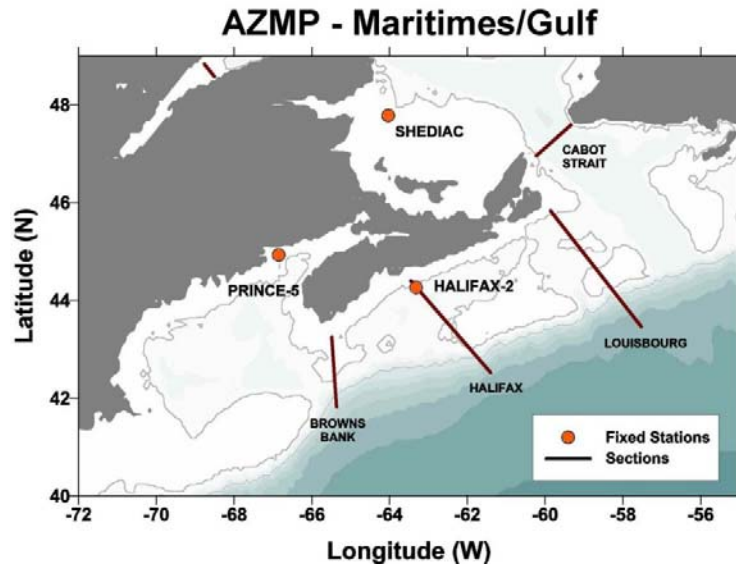 AZMP - Maritimes/Gulf
48
46
44
42
40
Latitude (N)
SHEDIAC
CABOT
STRAIT
PRINCE-5
HALIFAX-2
LOUISBOURG
HALIFAX
BROWNS
BANK
Fixed Stations
Sections
-72
-70
-68
-66
-64
-62
-60
-58
-56
Longitude (W)